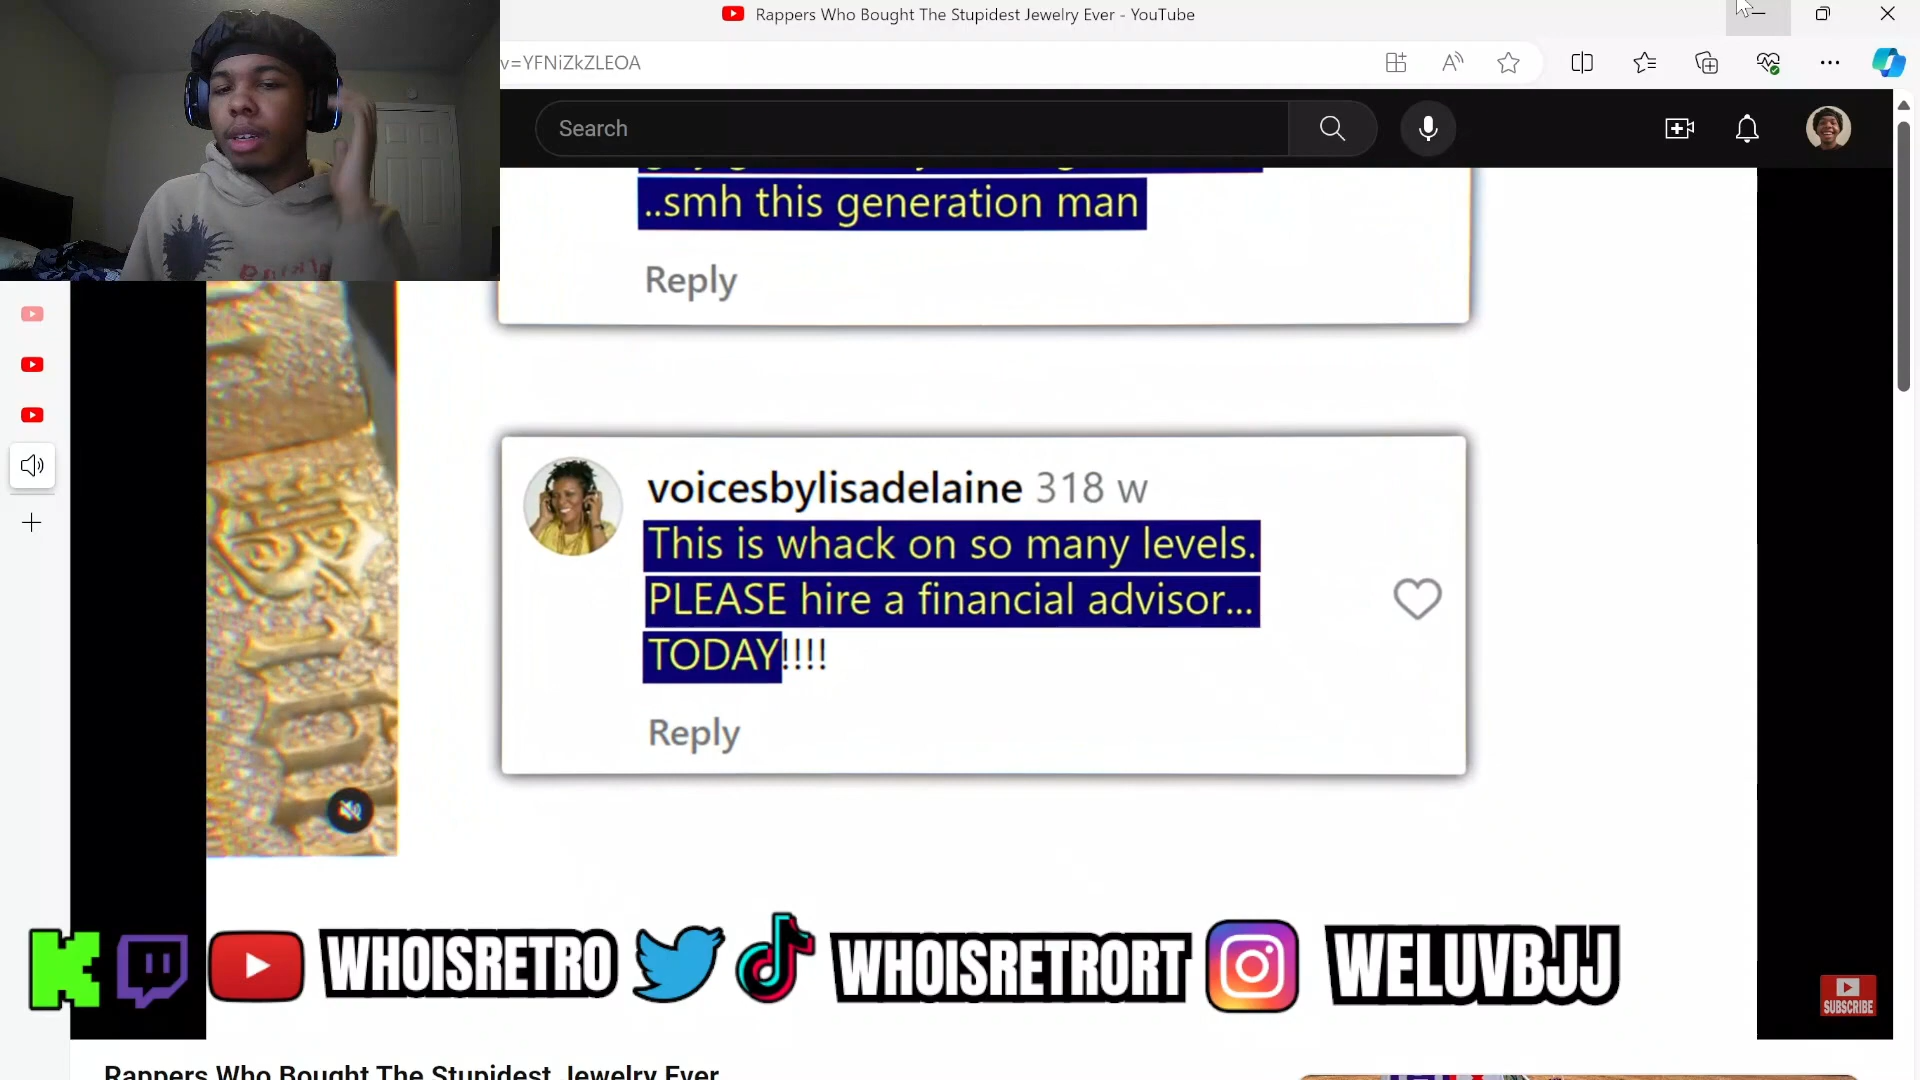 Rappers Who Bought The Stupidest Jewelry Ever - YouTube
v=YFNiZkZLEOA
Search
..smh this generation man
Reply
voicesbylisadelaine 318 w
This is whack on so many levels.
PLEASE hire a financial advisor...
TODAY!!!!
Reply
WHOISRETRO
WHOISRETRORT
WELUVBJJ
SUBSCRIBE
Rappers Who Bought The Stupidest Jewelry Ever